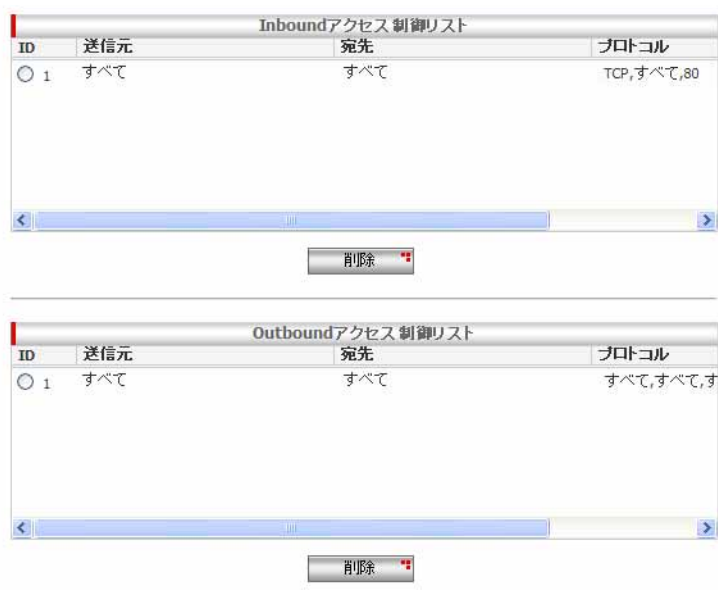 Inboundアクセス制御リスト
ID 送信元 宛先 プロトコル
1 すべて すべて TCP,すべて,80
削除
Outboundアクセス制御リスト
ID 送信元 宛先 プロトコル
1 すべて すべて すべて,すべて,す
削除